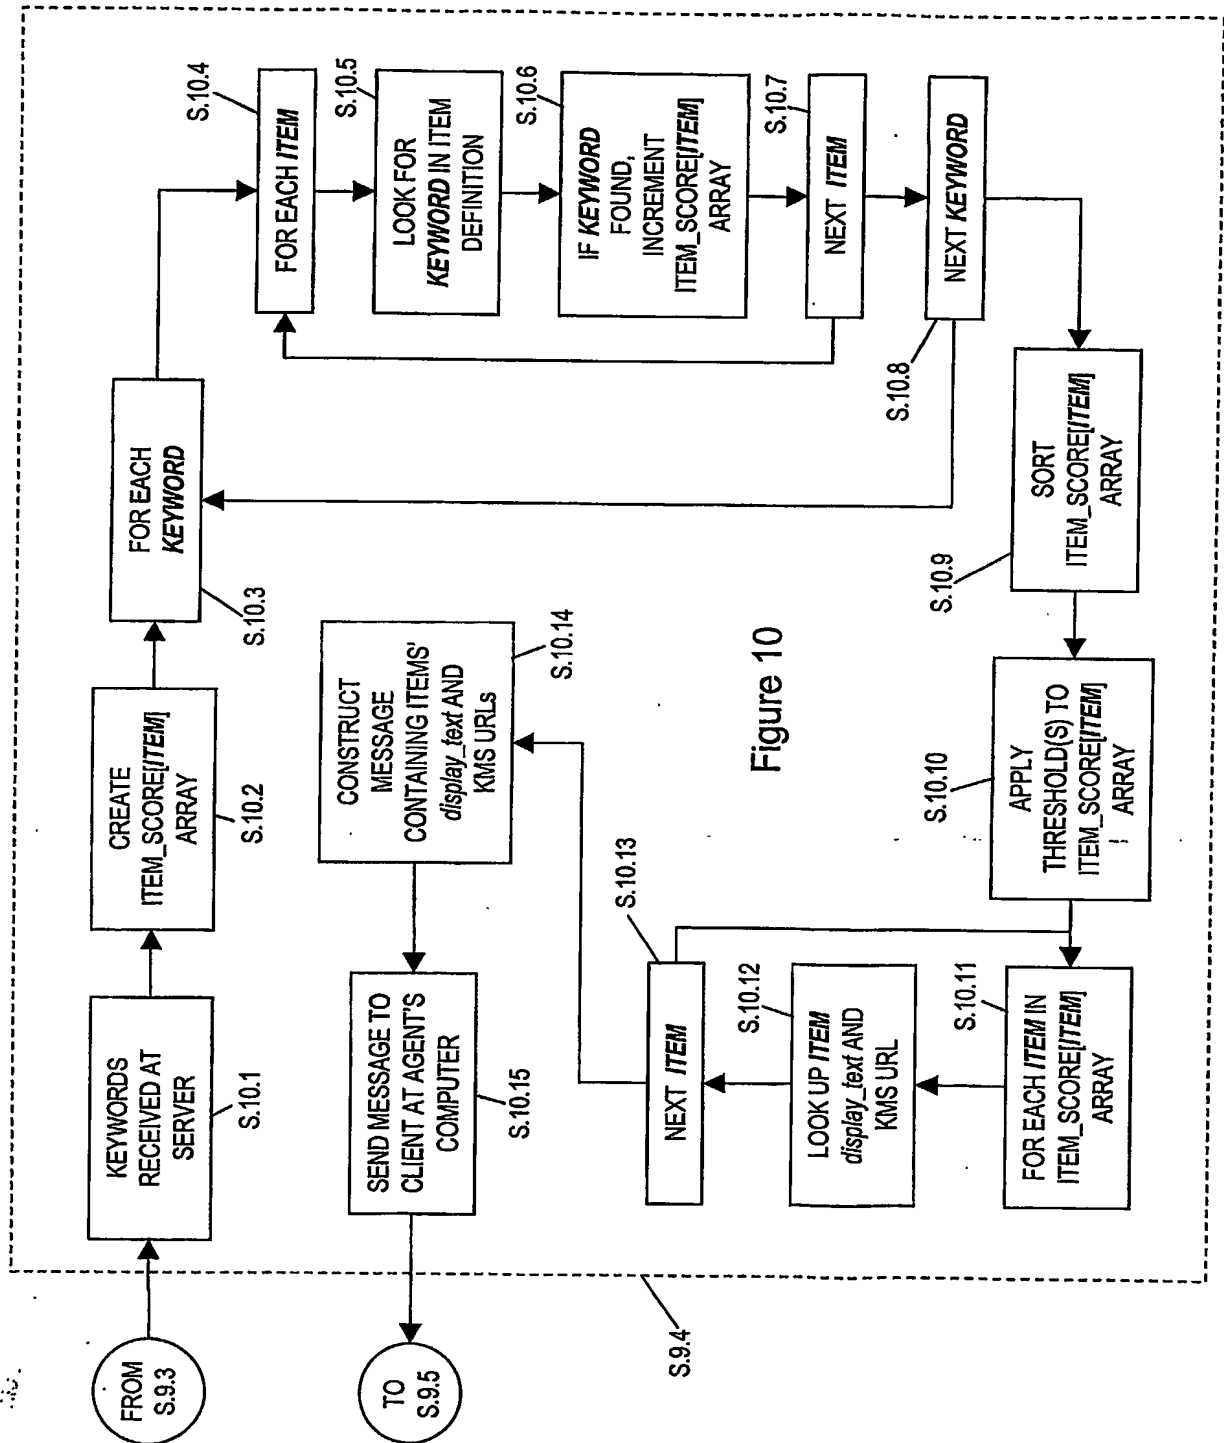 FROM
S.9.3
KEYWORDS
RECEIVED AT
SERVER
S.10.1
CREATE
ITEM_SCORE[ITEM]
ARRAY
S.10.2
FOR EACH
KEYWORD
S.10.3
FOR EACH ITEM
S.10.4
LOOK FOR
KEYWORD IN ITEM
DEFINITION
S.10.5
IF KEYWORD
FOUND,
INCREMENT
ITEM_SCORE[ITEM]
ARRAY
S.10.6
NEXT ITEM
S.10.7
NEXT KEYWORD
S.10.8
SORT
ITEM_SCORE[ITEM]
ARRAY
S.10.9
APPLY
THRESHOLD(S) TO
ITEM_SCORE[ITEM]
ARRAY
S.10.10
FOR EACH ITEM IN
ITEM_SCORE[ITEM]
ARRAY
S.10.11
LOOK UP ITEM
display_text AND
KMS URL
S.10.12
NEXT ITEM
S.10.13
CONSTRUCT
MESSAGE
CONTAINING ITEMS'
display_text AND
KMS URLs
S.10.14
SEND MESSAGE TO
CLIENT AT AGENT'S
COMPUTER
S.10.15
TO
S.9.5
S.9.4
Figure 10